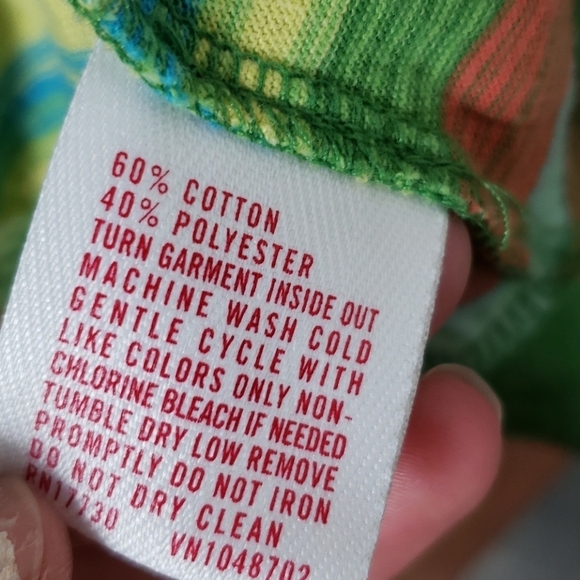 60% COTTON
40% POLYESTER
TURN GARMENT INSIDE OUT
MACHINE WASH COLD
GENTLE CYCLE WITH
LIKE COLORS ONLY NON-
CHLORINE BLEACH IF NEEDED
TUMBLE DRY LOW REMOVE
PROMPTLY DO NOT IRON
DO NOT DRY CLEAN
RN17730 VN1048702